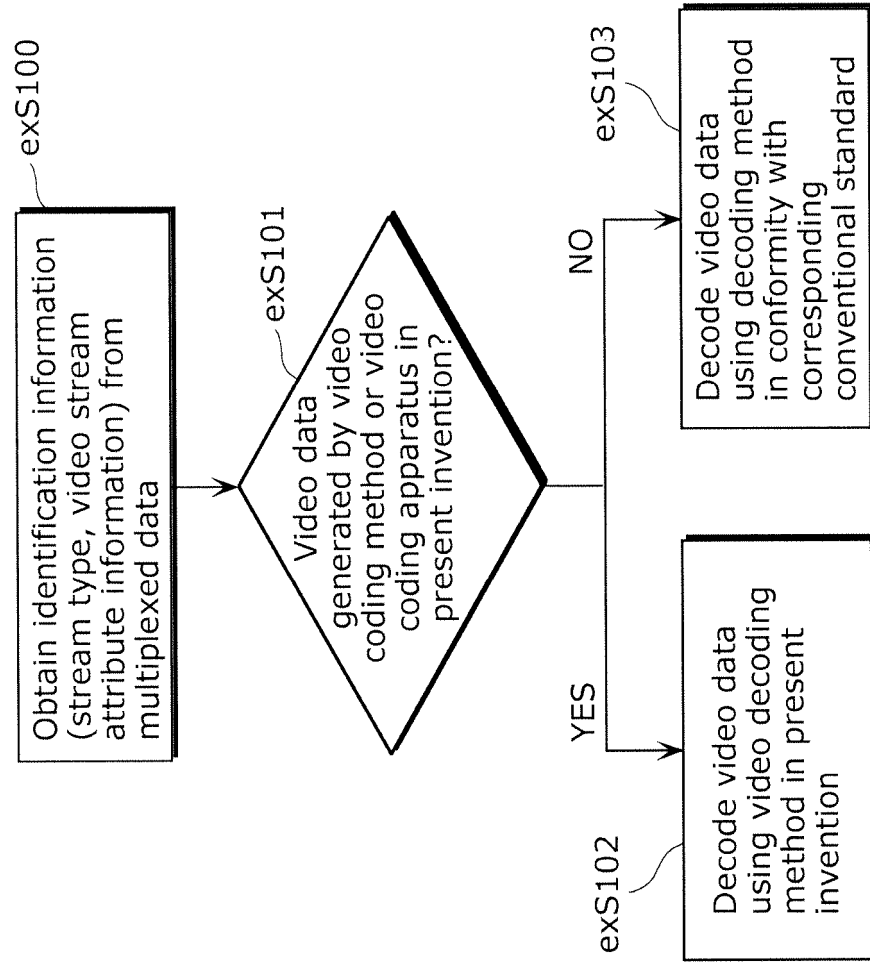 exS100
Obtain identification information
(stream type, video stream
attribute information) from
multiplexed data
exS101
Video data
generated by video
coding method or video
coding apparatus in
present invention?
YES
NO
exS102
Decode video data
using video decoding
method in present
invention
exS103
Decode video data
using decoding method
in conformity with
corresponding
conventional standard